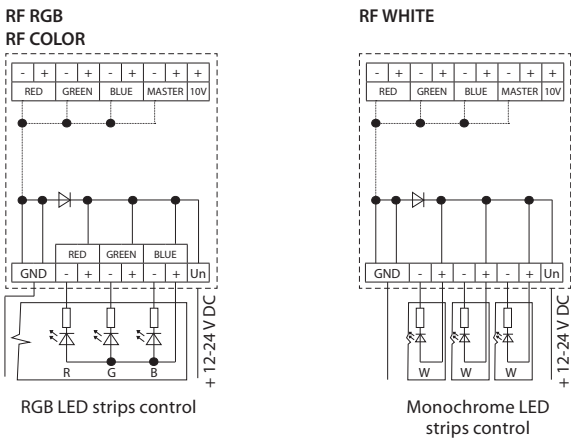 RF RGB
RF COLOR
- + - + - + - + +
RED GREEN BLUE MASTER 10V
RED GREEN BLUE
GND - + - + - + Un
R G B
+ 12-24 V DC
RGB LED strips control
RF WHITE
- + - + - + - + +
RED GREEN BLUE MASTER 10V
GND - + - + - + Un
W W W
+ 12-24 V DC
Monochrome LED
strips control